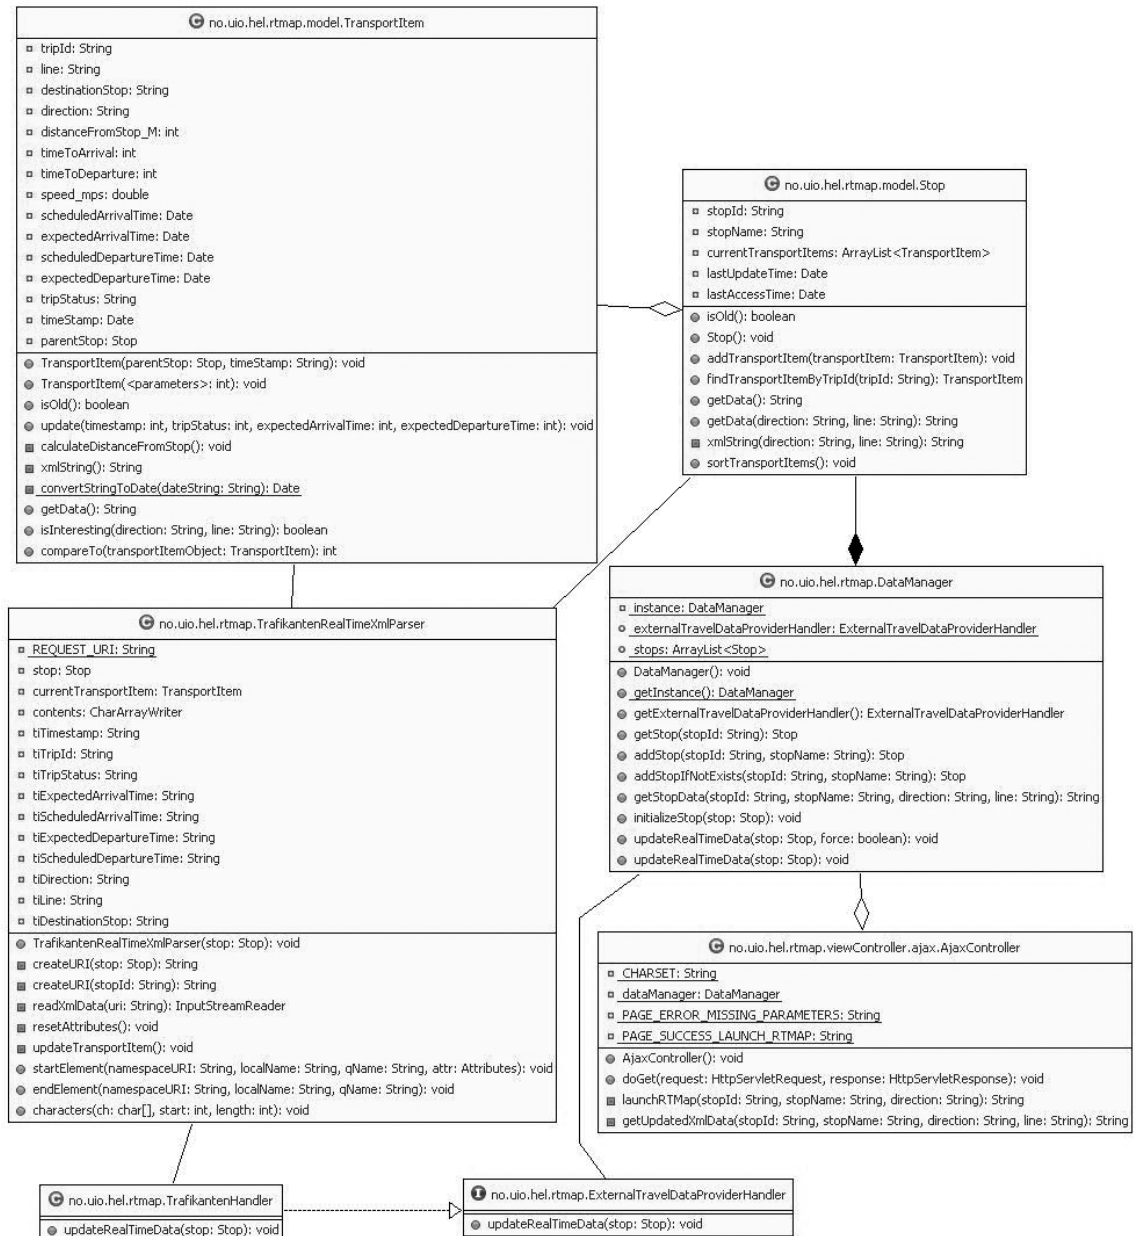 no.uio.hel.rtmap.model.TransportItem
tripId: String
line: String
destinationStop: String
direction: String
distanceFromStop_M: int
timeToArrival: int
timeToDeparture: int
speed_mps: double
scheduledArrivalTime: Date
expectedArrivalTime: Date
scheduledDepartureTime: Date
expectedDepartureTime: Date
tripStatus: String
timeStamp: Date
parentStop: Stop
TransportItem(parentStop: Stop, timeStamp: String): void
TransportItem(<parameters>: int): void
isOld(): boolean
update(timestamp: int, tripStatus: int, expectedArrivalTime: int, expectedDepartureTime: int): void
calculateDistanceFromStop(): void
xmlString(): String
convertStringToDate(dateString: String): Date
getData(): String
isInteresting(direction: String, line: String): boolean
compareTo(transportItemObject: TransportItem): int
no.uio.hel.rtmap.model.Stop
stopId: String
stopName: String
currentTransportItems: ArrayList<TransportItem>
lastUpdateTime: Date
lastAccessTime: Date
isOld(): boolean
Stop(): void
addTransportItem(transportItem: TransportItem): void
findTransportItemByTripId(tripId: String): TransportItem
getData(): String
getData(direction: String, line: String): String
xmlString(direction: String, line: String): String
sortTransportItems(): void
no.uio.hel.rtmap.TrafikantenRealTimeXmlParser
REQUEST_URI: String
stop: Stop
currentTransportItem: TransportItem
contents: CharArrayWriter
tiTimestamp: String
tiTripId: String
tiTripStatus: String
tiExpectedArrivalTime: String
tiScheduledArrivalTime: String
tiExpectedDepartureTime: String
tiScheduledDepartureTime: String
tiDirection: String
tiLine: String
tiDestinationStop: String
TrafikantenRealTimeXmlParser(stop: Stop): void
createURI(stop: Stop): String
createURI(stopId: String): String
readXmlData(uri: String): InputStreamReader
resetAttributes(): void
updateTransportItem(): void
startElement(namespaceURI: String, localName: String, qName: String, attr: Attributes): void
endElement(namespaceURI: String, localName: String, qName: String): void
characters(ch: char[], start: int, length: int): void
no.uio.hel.rtmap.DataManager
instance: DataManager
externalTravelDataProviderHandler: ExternalTravelDataProviderHandler
stops: ArrayList<Stop>
DataManager(): void
getInstance(): DataManager
getExternalTravelDataProviderHandler(): ExternalTravelDataProviderHandler
getStop(stopId: String): Stop
addStop(stopId: String, stopName: String): Stop
addStopIfNotExists(stopId: String, stopName: String): Stop
getStopData(stopId: String, stopName: String, direction: String, line: String): String
initializeStop(stop: Stop): void
updateRealTimeData(stop: Stop, force: boolean): void
updateRealTimeData(stop: Stop): void
no.uio.hel.rtmap.viewController.ajax.AjaxController
CHARSET: String
dataManager: DataManager
PAGE_ERROR_MISSING_PARAMETERS: String
PAGE_SUCCESS_LAUNCH_RTMAP: String
AjaxController(): void
doGet(request: HttpServletRequest, response: HttpServletResponse): void
launchRTMap(stopId: String, stopName: String, direction: String): String
getUpdatedXmlData(stopId: String, stopName: String, direction: String, line: String): String
no.uio.hel.rtmap.TrafikantenHandler
updateRealTimeData(stop: Stop): void
no.uio.hel.rtmap.ExternalTravelDataProviderHandler
updateRealTimeData(stop: Stop): void